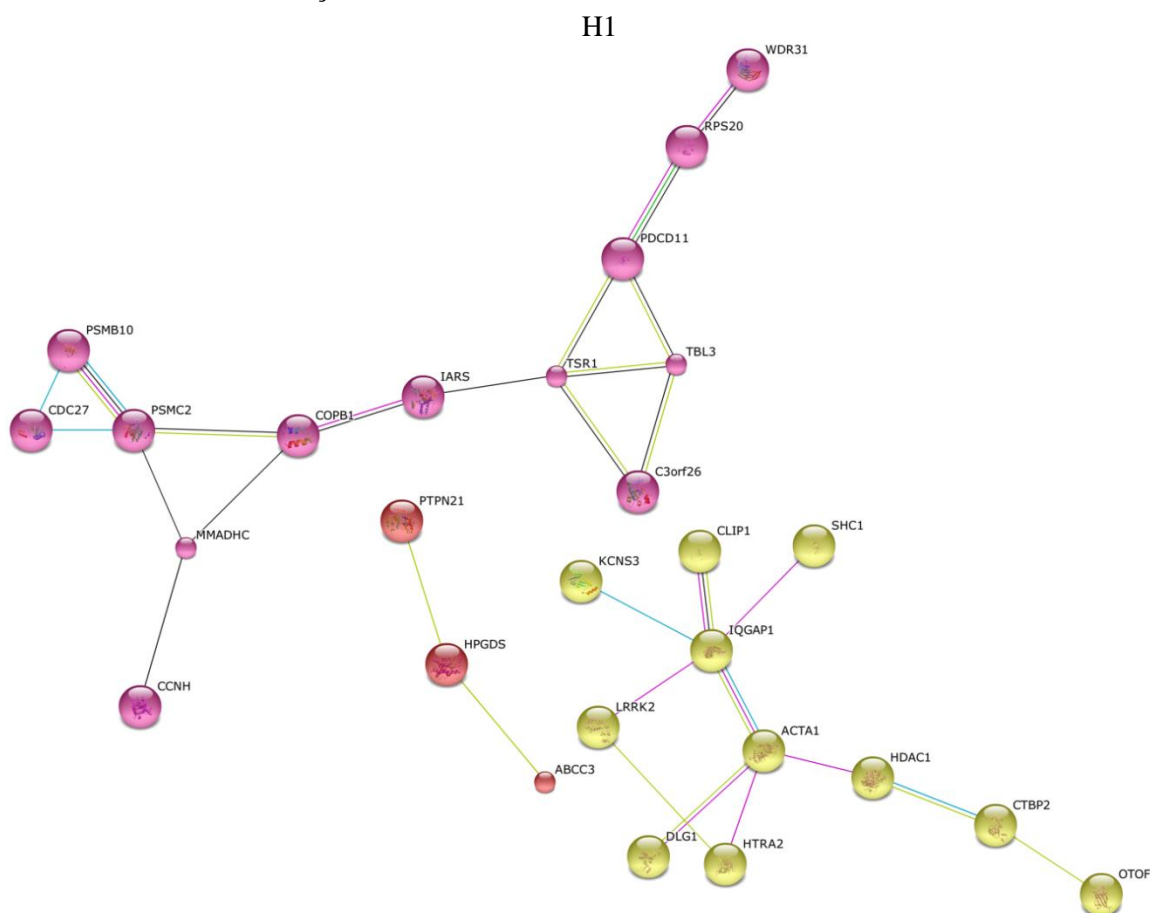 H1
WDR31
RPS20
PDCD11
PSMB10
TBL3
TSR1
IARS
CDC27
PSMC2
COPB1
C3orf26
PTPN21
MMADHC
CLIP1
SHC1
KCNS3
IQGAP1
HPGDS
CCNH
LRRK2
ACTA1
HDAC1
ABCC3
CTBP2
DLG1
HTRA2
OTOF